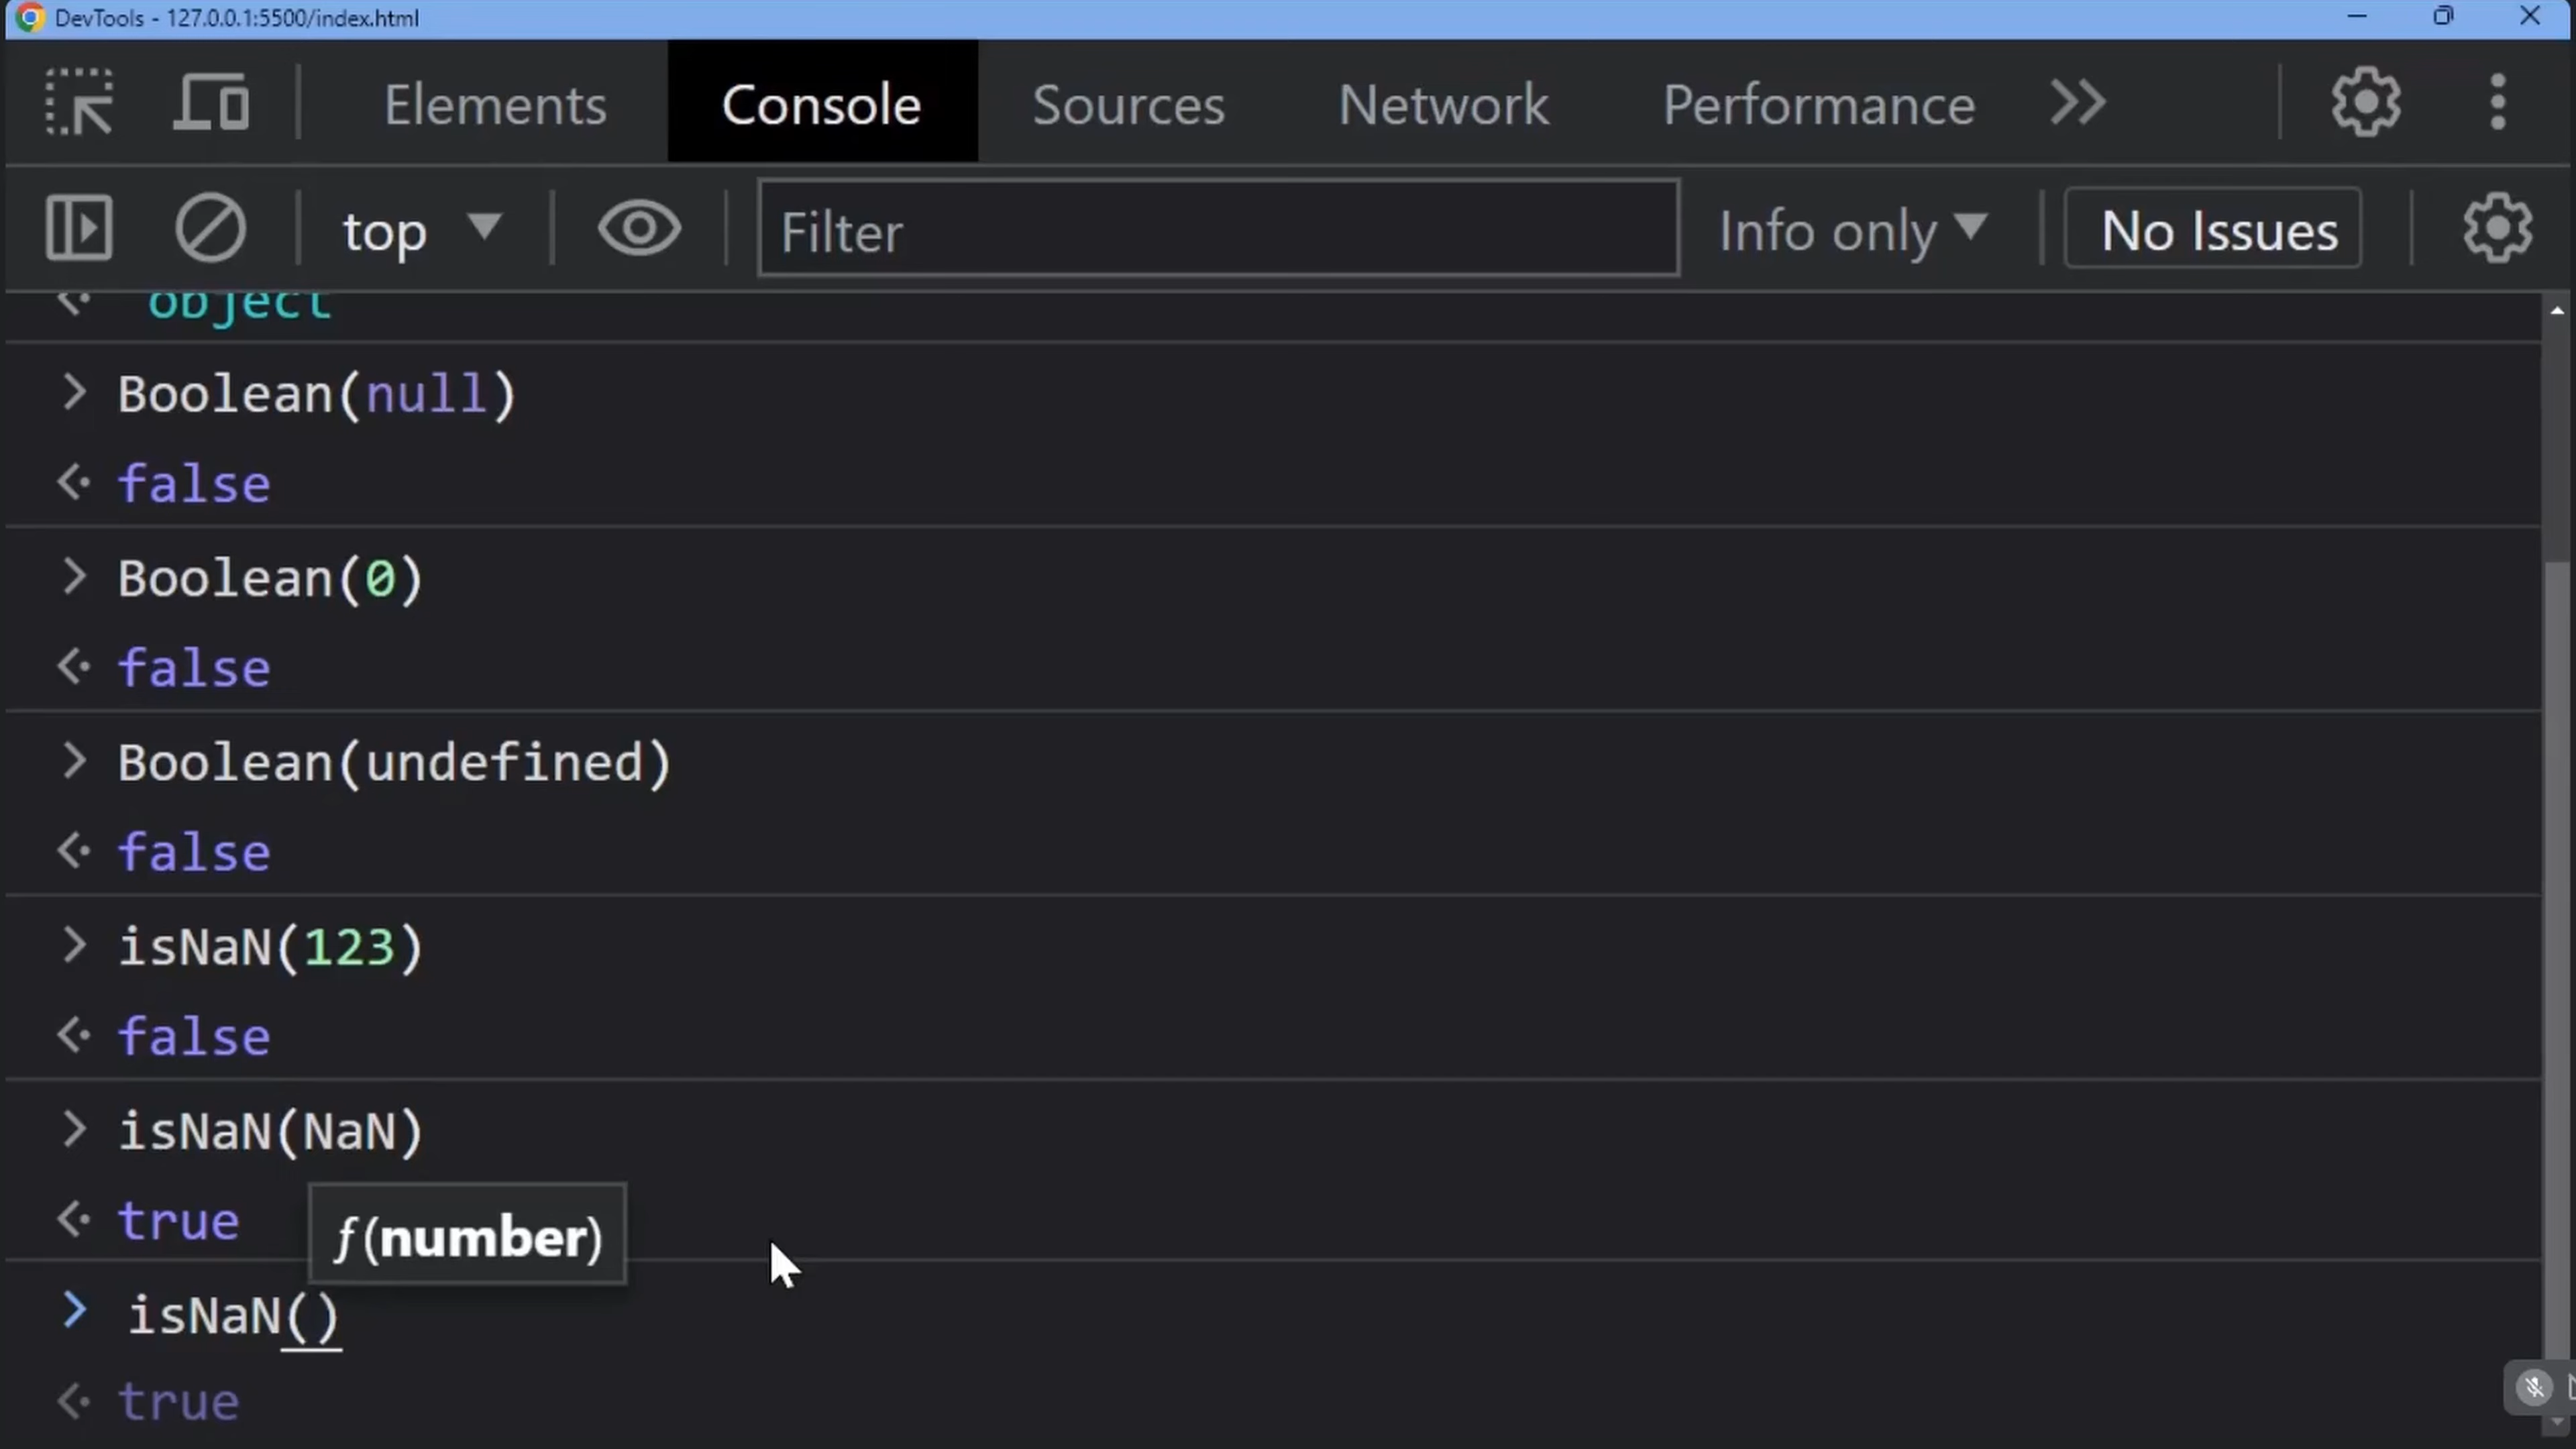 DevTools - 127.0.0.1:5500/index.html
Elements Console Sources Network Performance
top Filter Info only No Issues
object
Boolean(null)
false
Boolean(0)
false
Boolean(undefined)
false
isNaN(123)
false
isNaN(NaN)
true
ƒ(number)
isNaN()
true